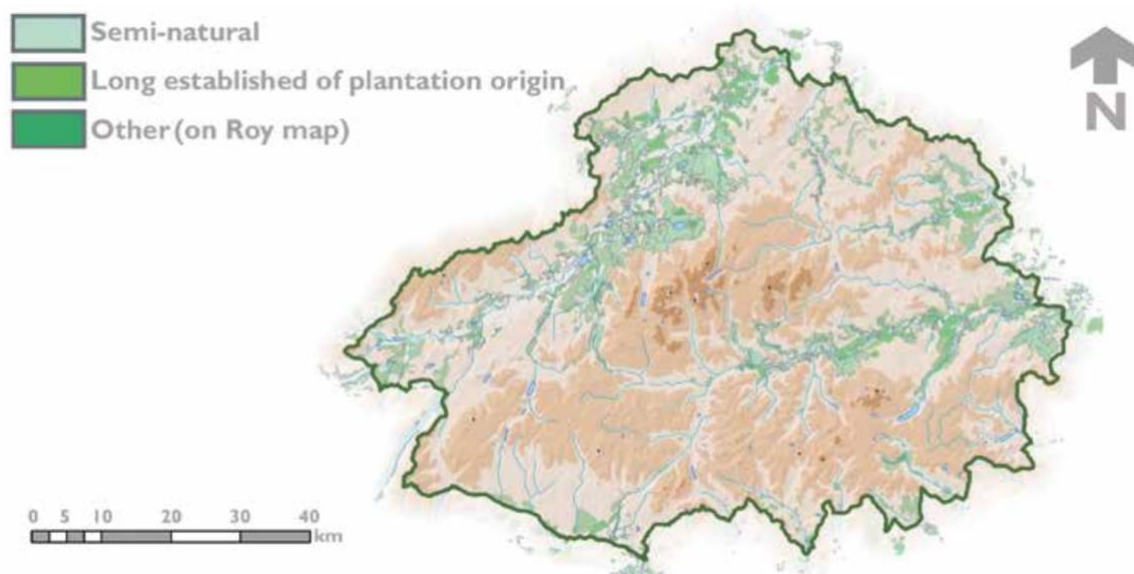 Semi-natural
Long established of plantation origin
Other (on Roy map)
N
0 5 10 20 30 40
km